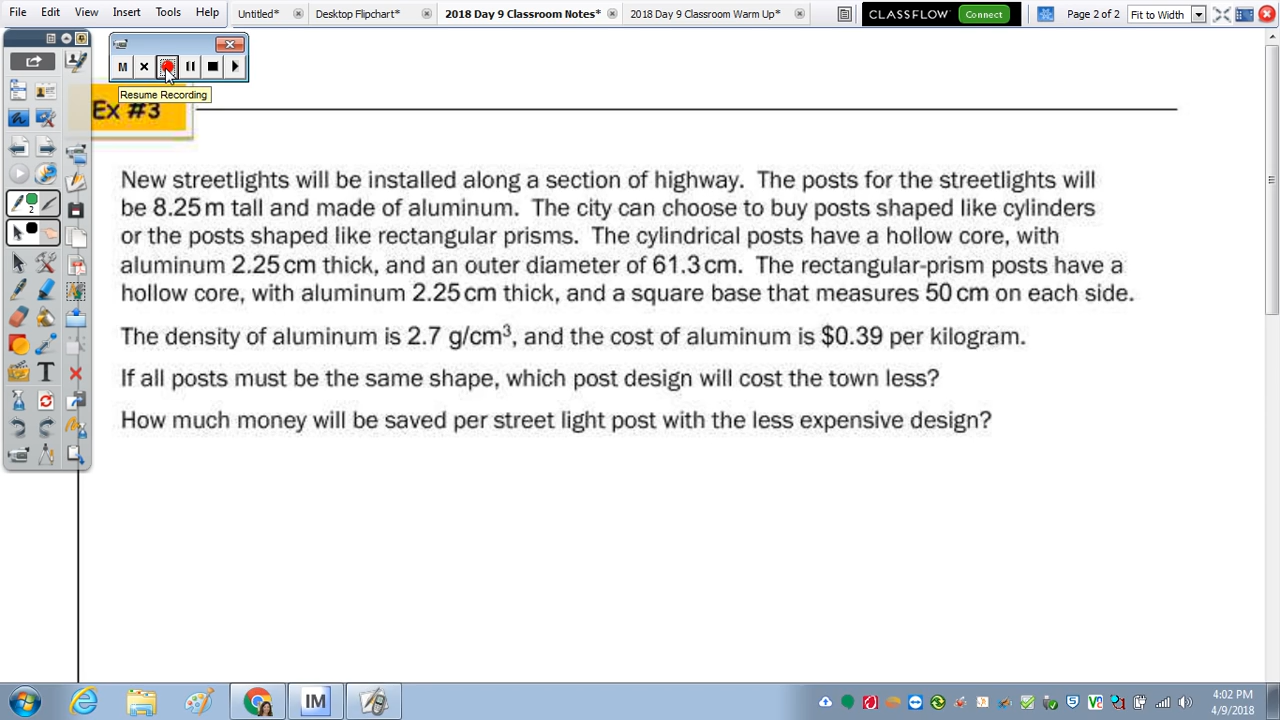 File Edit View Insert Tools Help Untitled* Desktop Flipchart* 2018 Day 9 Classroom Notes* 2018 Day 9 Classroom Warm Up* CLASSFLOW Connect Page 2 of 2 Fit to Width
M
Resume Recording
Ex #3
New streetlights will be installed along a section of highway. The posts for the streetlights will
be 8.25 m tall and made of aluminum. The city can choose to buy posts shaped like cylinders
or the posts shaped like rectangular prisms. The cylindrical posts have a hollow core, with
aluminum 2.25 cm thick, and an outer diameter of 61.3 cm. The rectangular-prism posts have a
hollow core, with aluminum 2.25 cm thick, and a square base that measures 50 cm on each side.
The density of aluminum is 2.7 g/cm³, and the cost of aluminum is $0.39 per kilogram.
If all posts must be the same shape, which post design will cost the town less?
How much money will be saved per street light post with the less expensive design?
2
T
IM
4:02 PM
4/9/2018